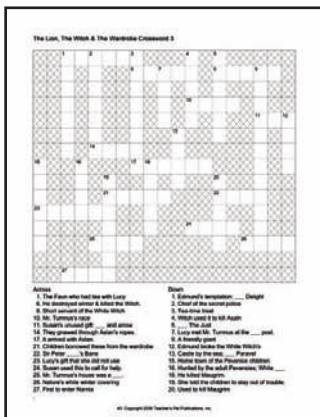 The Lion, The Witch & The Wardrobe Crossword 3
Across
1. The Faun who had tea with Lucy
6. He destroyed winter & killed the Witch.
9. Short servant of the White Witch
10. Mr. Tumnus's race
11. Susan's unused gift: ___ and arrow
14. They gnawed through Aslan's ropes.
17. It arrived with Aslan.
21. Children borrowed these from the wardrobe
22. Sir Peter ____'s Bane
23. Lucy's gift that she did not use
24. Susan used this to call for help.
25. Mr. Tumnus's house was a ___.
26. Nature's white winter covering
27. First to enter Narnia
Down
1. Edmund's temptation: ___ Delight
2. Chief of the secret police
3. Tea-time treat
4. Witch used it to kill Aslan
5. ___ The Just
7. Lucy met Mr. Tumnus at the ___ post.
8. A friendly giant
12. Edmund broke the White Witch's
13. Castle by the sea: ___ Paravel
15. Home town of the Pevensie children
16. Hunted by the adult Pevensies; White ___
18. He killed Maugrim.
19. She told the children to stay out of trouble.
20. Used to kill Maugrim